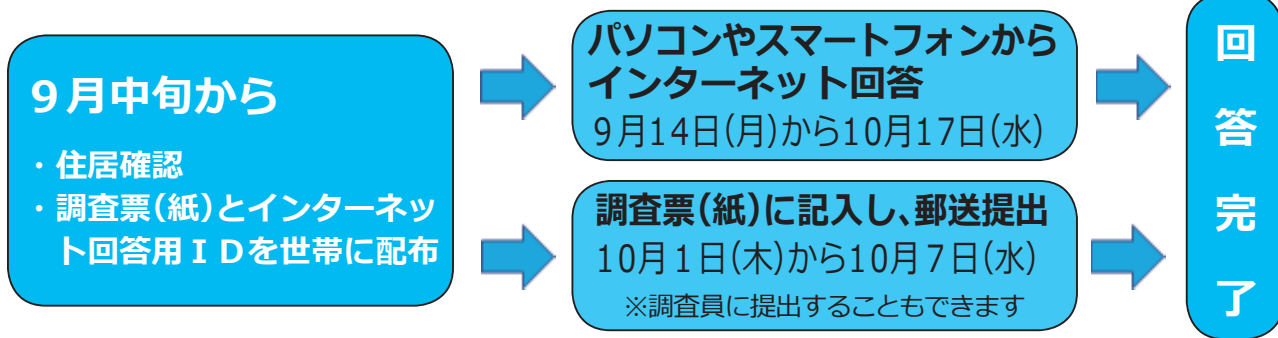 ９月中旬から
・住居確認
・調査票（紙）とインターネッ
ト回答用ＩＤを世帯に配布
パソコンやスマートフォンから
インターネット回答
９月14日（月）から10月17日（水）
調査票（紙）に記入し、郵送提出
10月１日（木）から10月７日（水）
※調査員に提出することもできます
回答完了